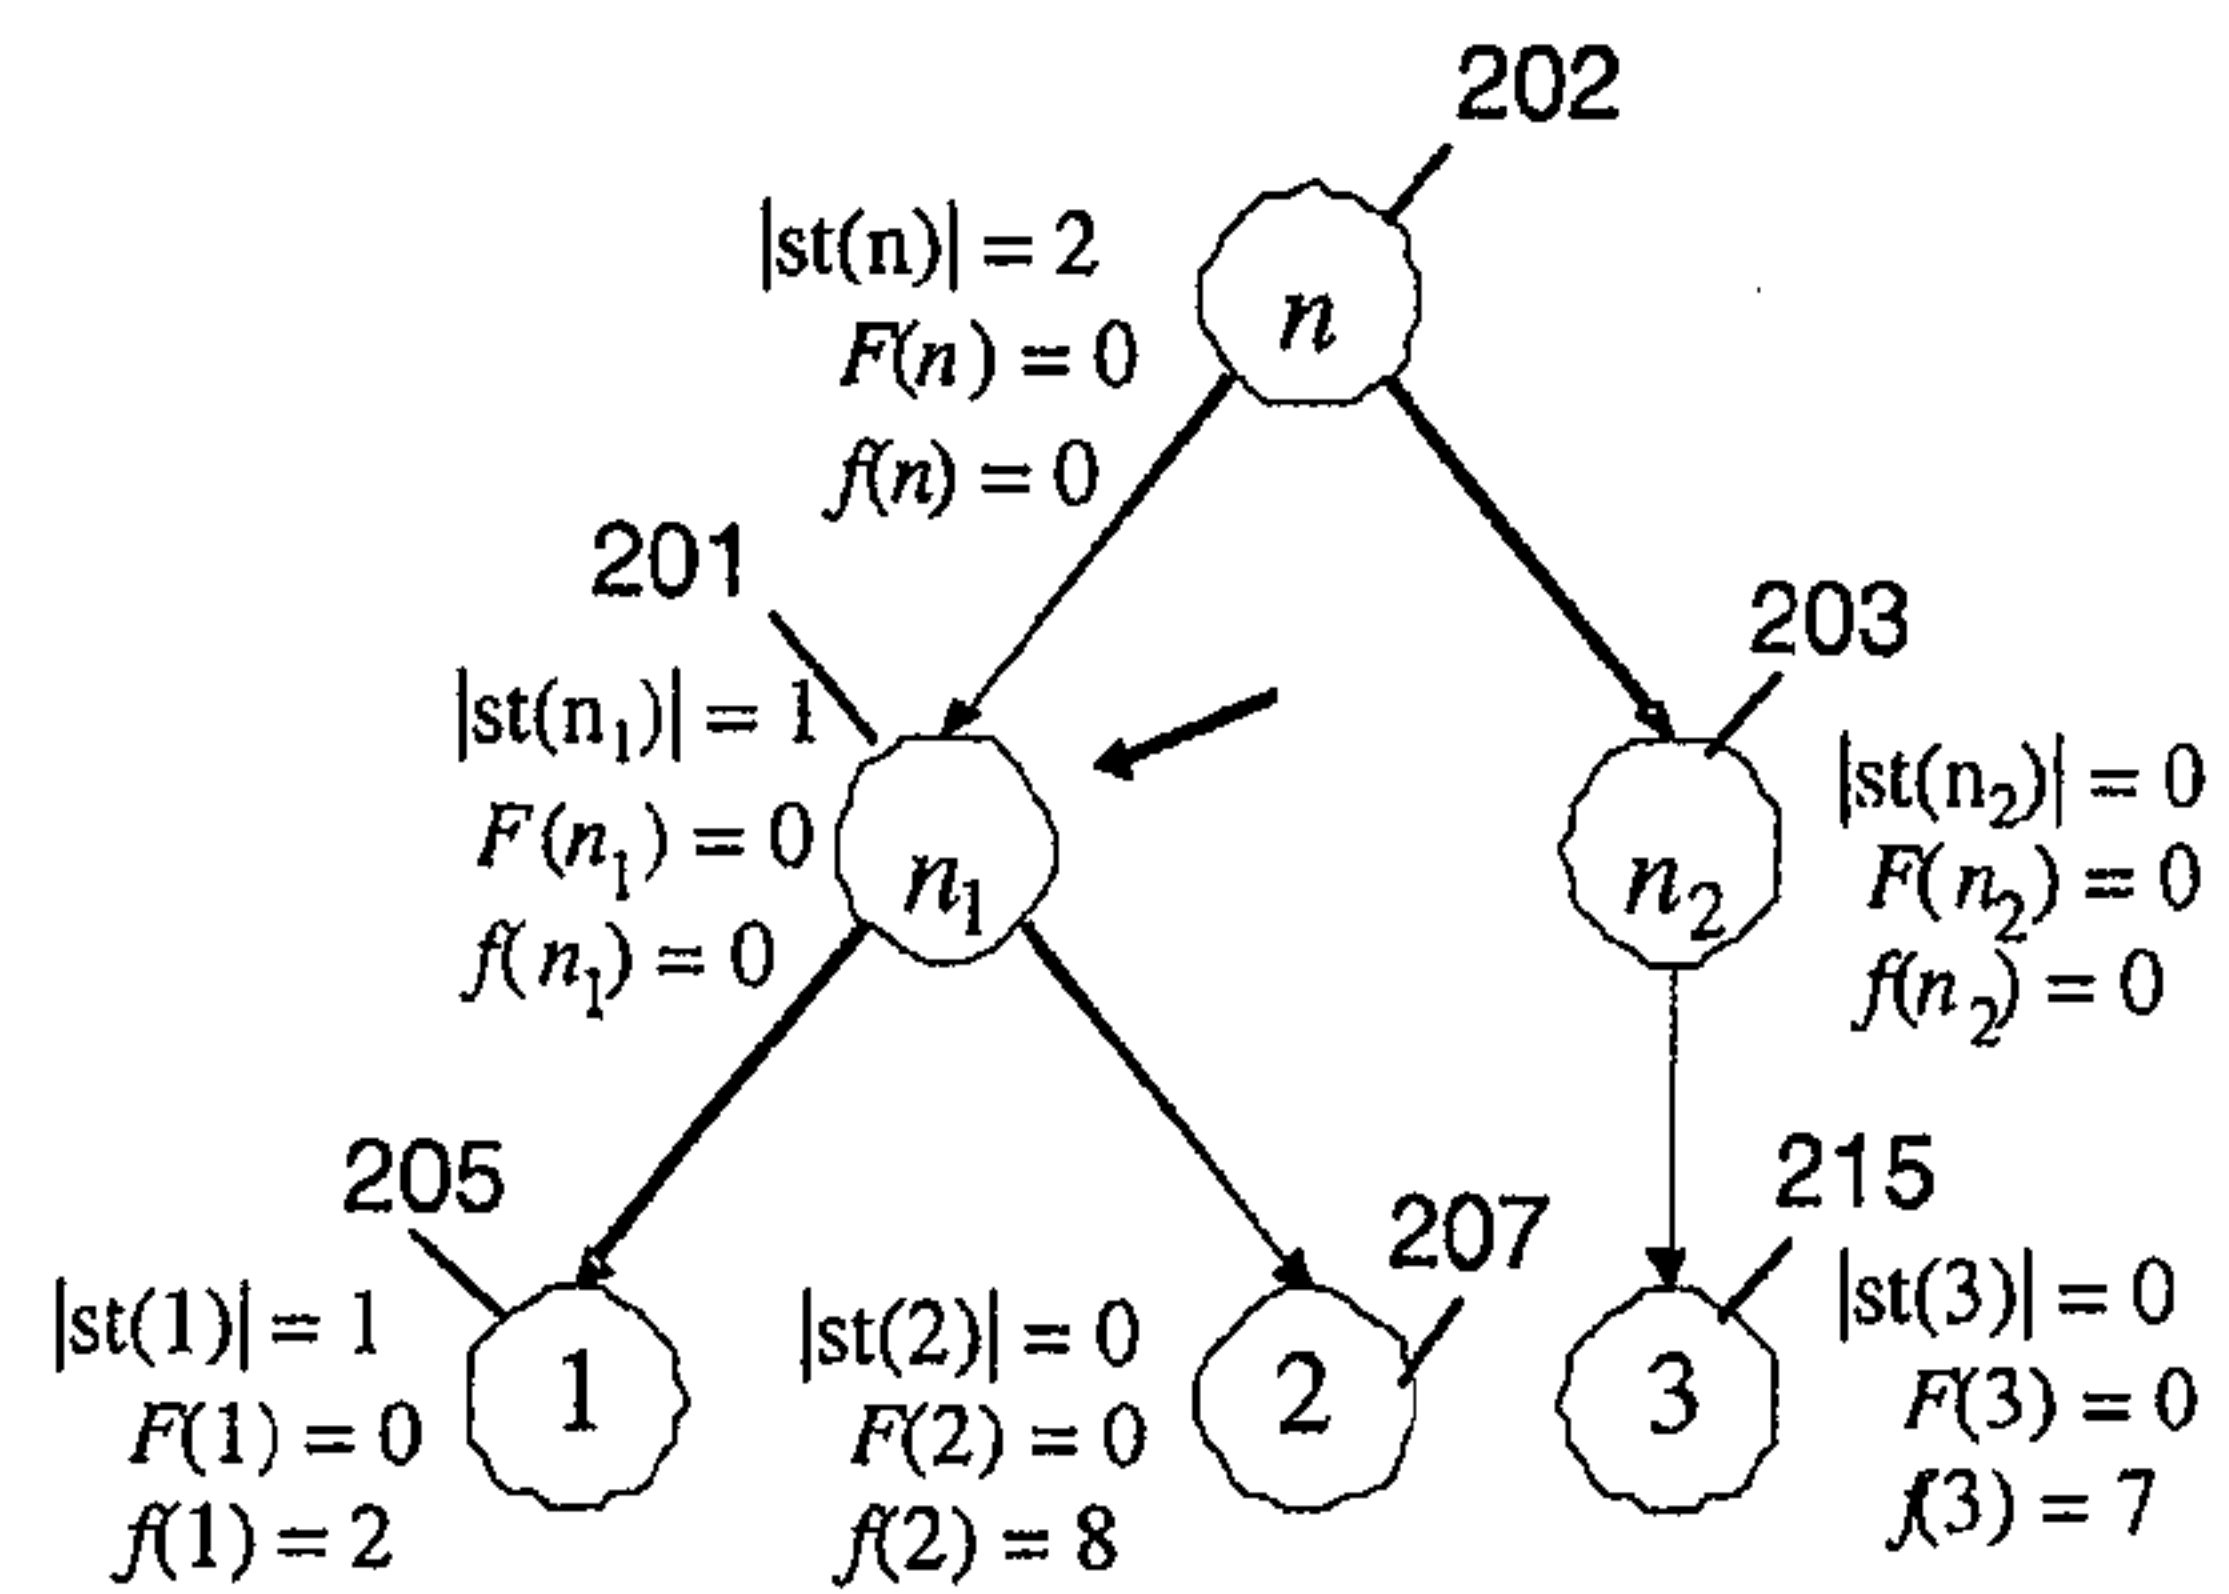 202
|st(n)| = 2
F(n) = 0
f(n) = 0
n
201
203
|st(n₁)| = 1
F(n₁) = 0
f(n₁) = 0
n₁
n₂
|st(n₂)| = 0
F(n₂) = 0
f(n₂) = 0
205
207
215
|st(1)| = 1
F(1) = 0
f(1) = 2
1
|st(2)| = 0
F(2) = 0
f(2) = 8
2
3
|st(3)| = 0
F(3) = 0
f(3) = 7